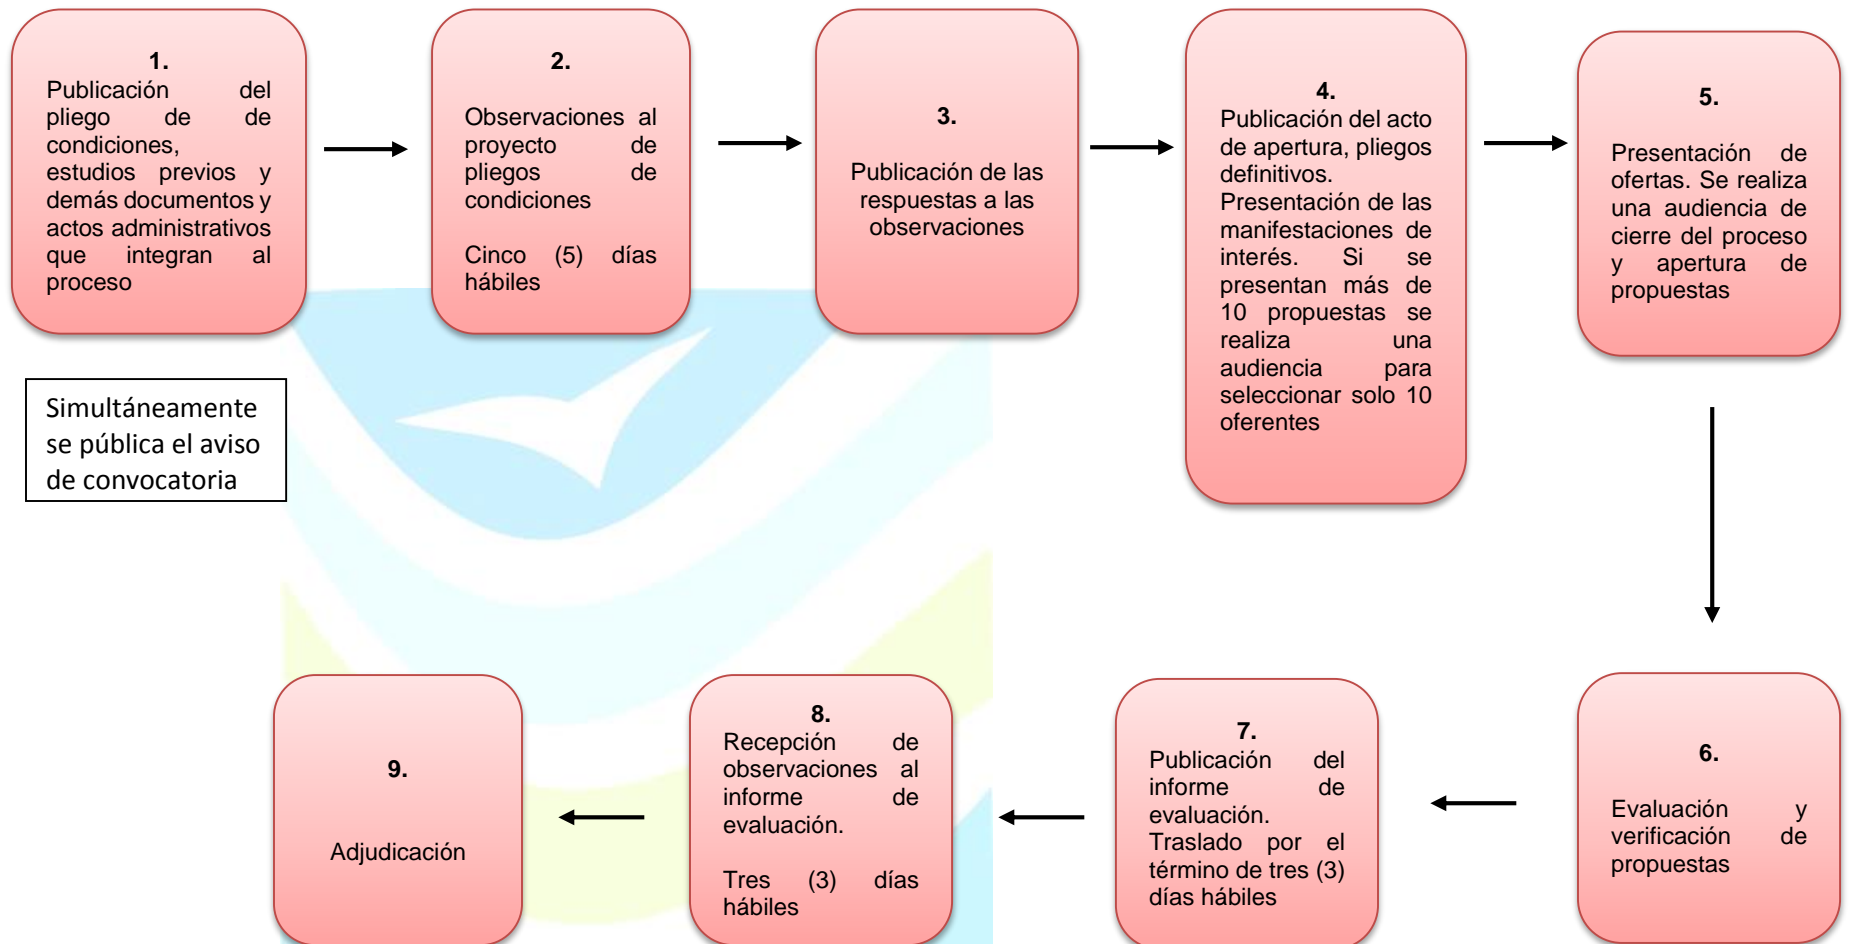 1.
Publicación del
pliego de de
condiciones,
estudios previos y
demás documentos y
actos administrativos
que integran al
proceso
Simultáneamente
se pública el aviso
de convocatoria
2.
Observaciones al
proyecto de
pliegos de
condiciones
Cinco (5) días
hábiles
3.
Publicación de las
respuestas a las
observaciones
4.
Publicación del acto
de apertura, pliegos
definitivos.
Presentación de las
manifestaciones de
interés. Si se
presentan más de
10 propuestas se
realiza una
audiencia para
seleccionar solo 10
oferentes
5.
Presentación de
ofertas. Se realiza
una audiencia de
cierre del proceso
y apertura de
propuestas
6.
Evaluación y
verificación de
propuestas
7.
Publicación del
informe de
evaluación.
Traslado por el
término de tres (3)
días hábiles
8.
Recepción de
observaciones al
informe de
evaluación.
Tres (3) días
hábiles
9.
Adjudicación